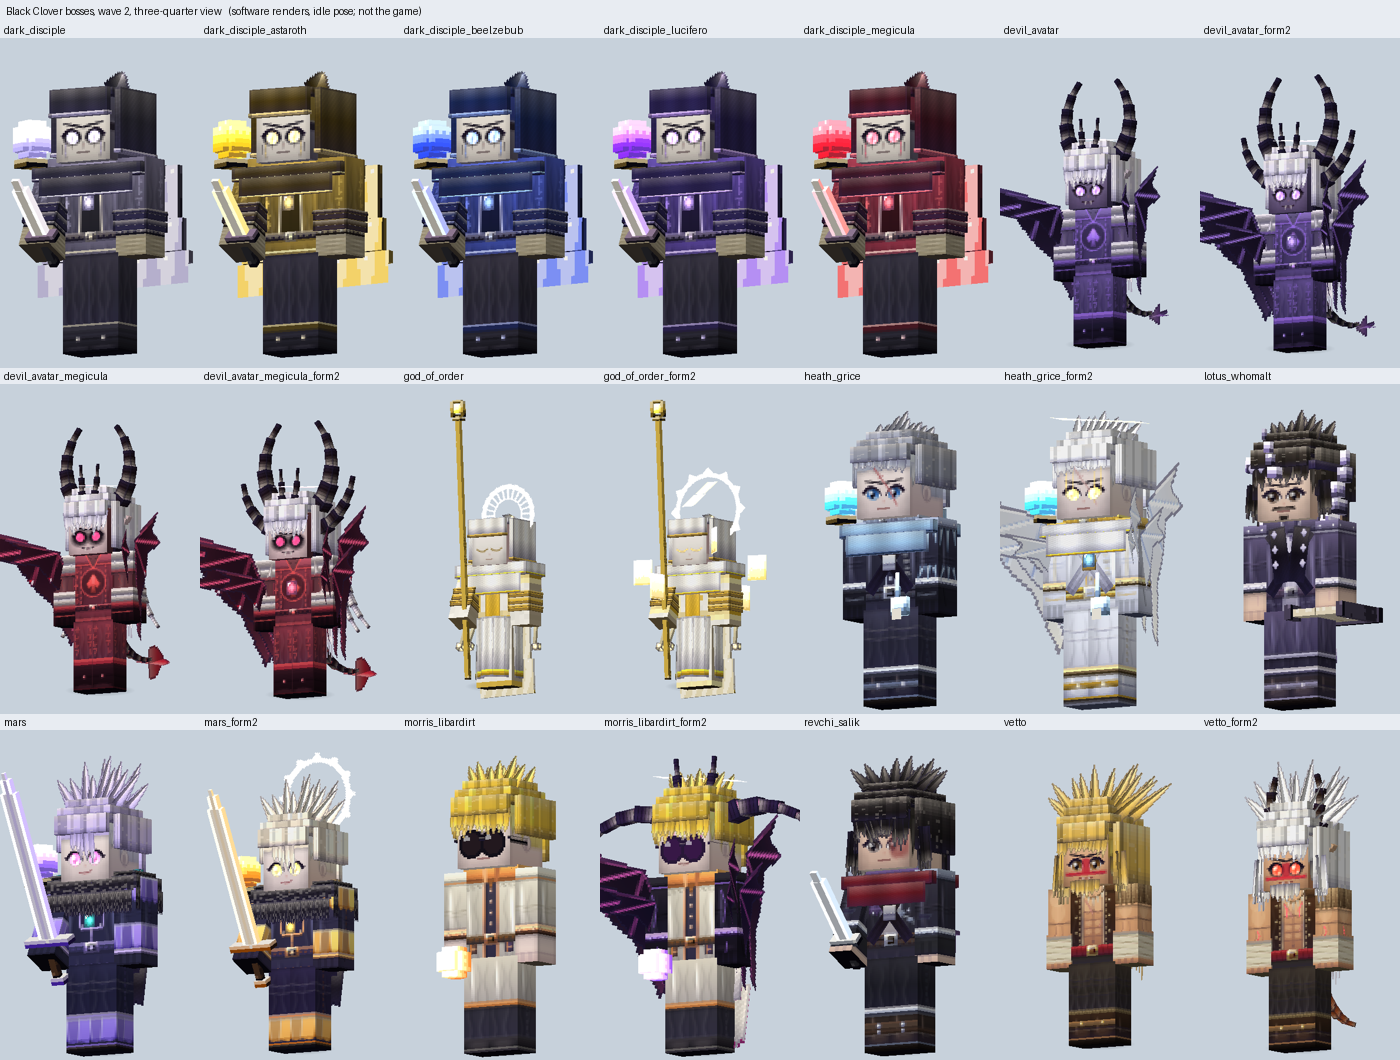 Black Clover bosses, wave 2, three-quarter view (software renders, idle pose; not the game)
dark_disciple dark_disciple_astaroth dark_disciple_beelzebub dark_disciple_lucifero dark_disciple_megicula devil_avatar devil_avatar_form2
devil_avatar_megicula devil_avatar_megicula_form2 god_of_order god_of_order_form2 heath_grice heath_grice_form2 lotus_whomalt
mars mars_form2 morris_libardirt morris_libardirt_form2 revchi_salik vetto vetto_form2